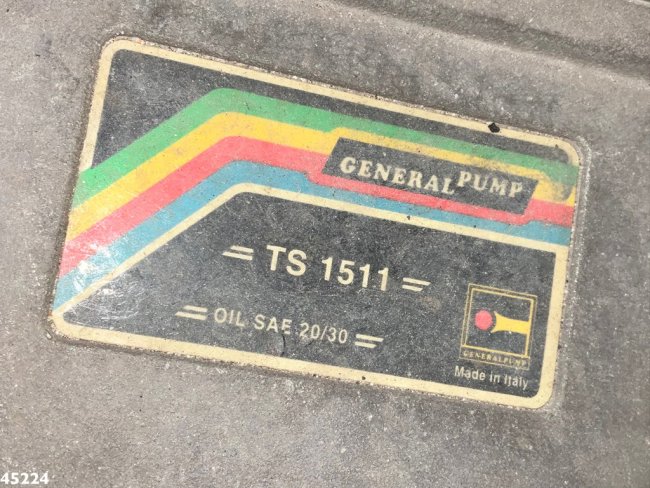 GENERAL PUMP
= TS 1511 =
= OIL SAE 20/30 =
GENERALPUMP
Made in Italy
45224